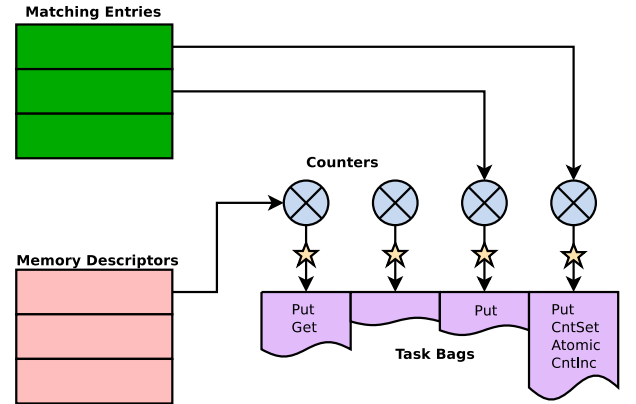 Matching Entries
Counters
Memory Descriptors
Put
Get
Put
Put
CntSet
Atomic
CntInc
Task Bags